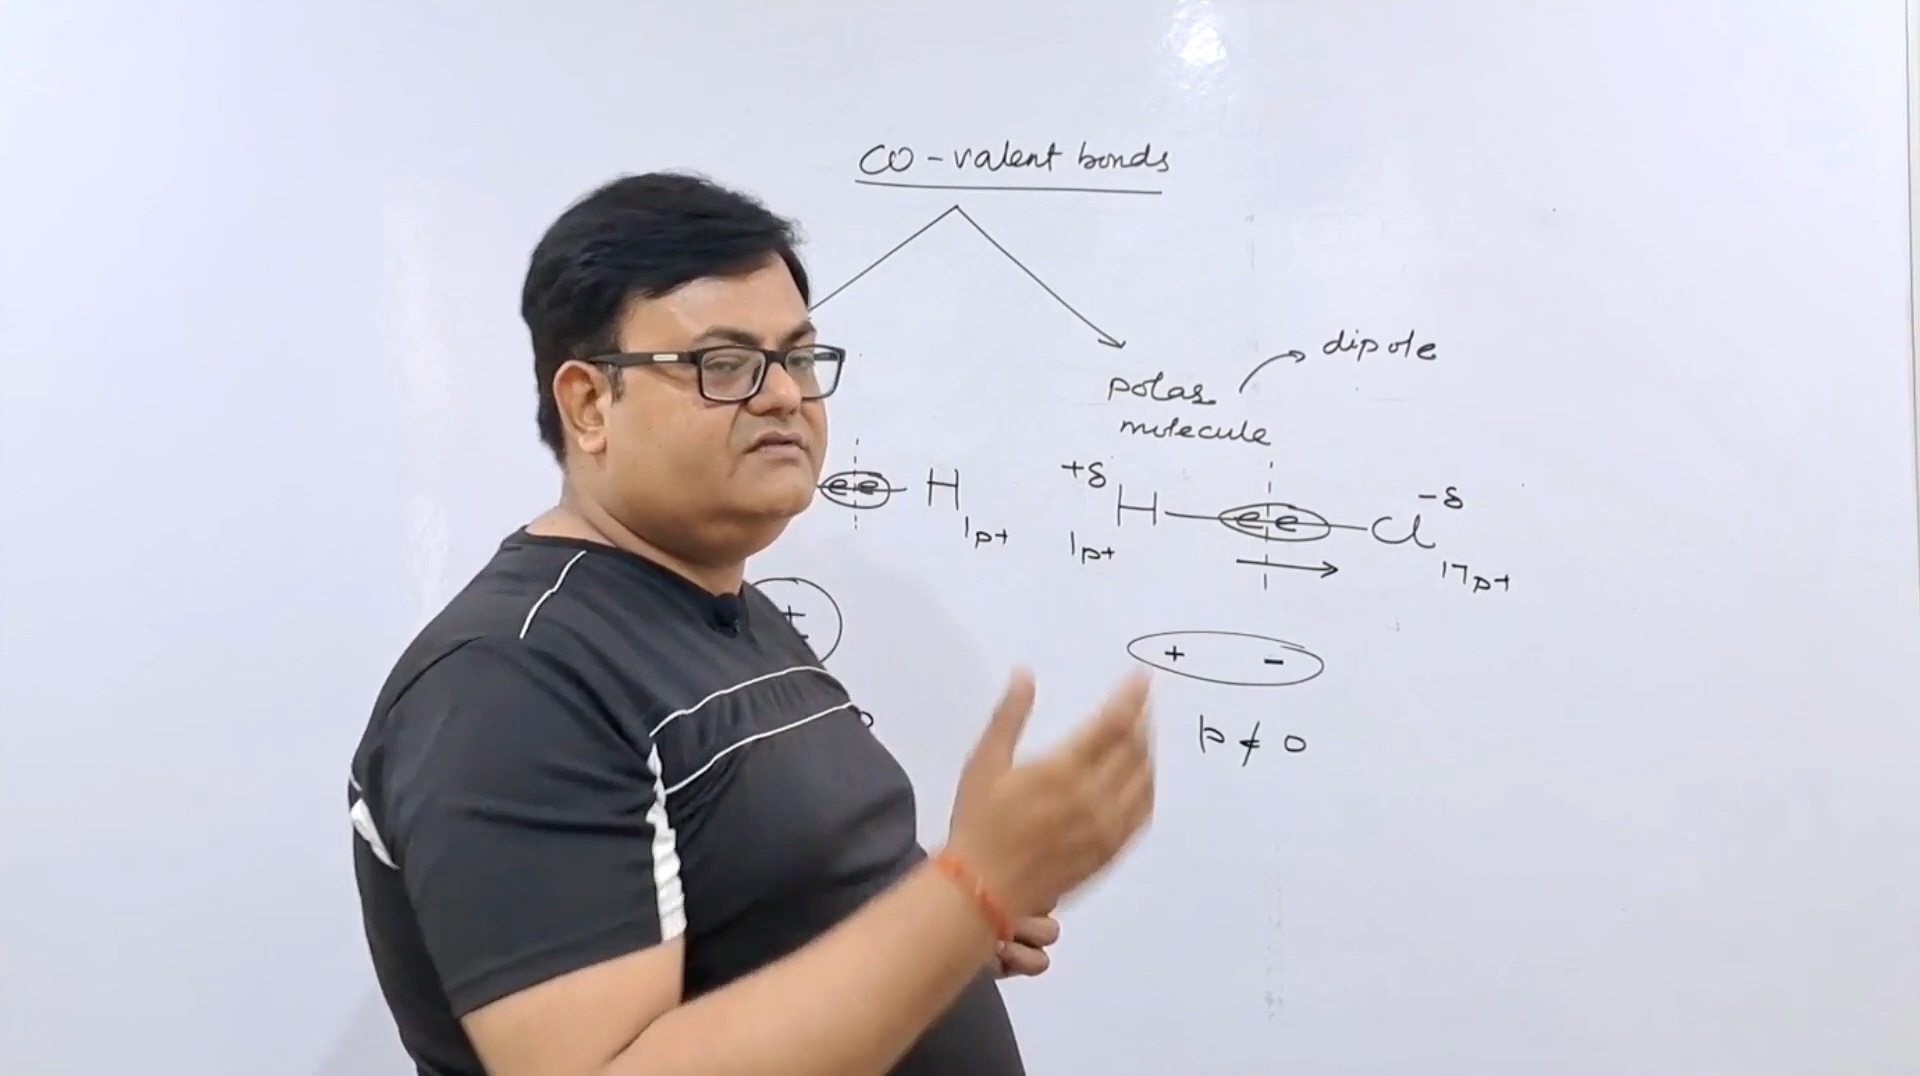 CO-valent bonds
dipole
polar
molecule
ee H 1p+
+δ H ee Cl -δ
1p+ 17p+
+
+ -
p ≠ 0